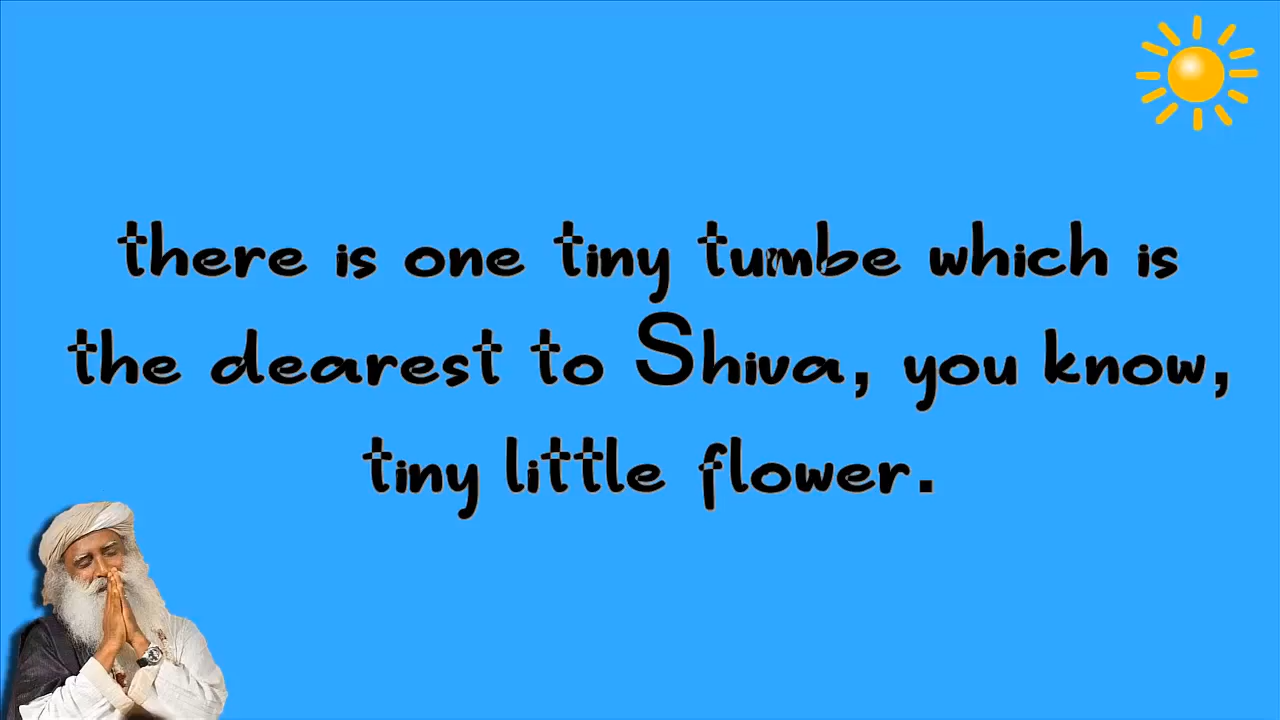 there is one tiny tumbe which is
the dearest to Shiva, you know,
tiny little flower.